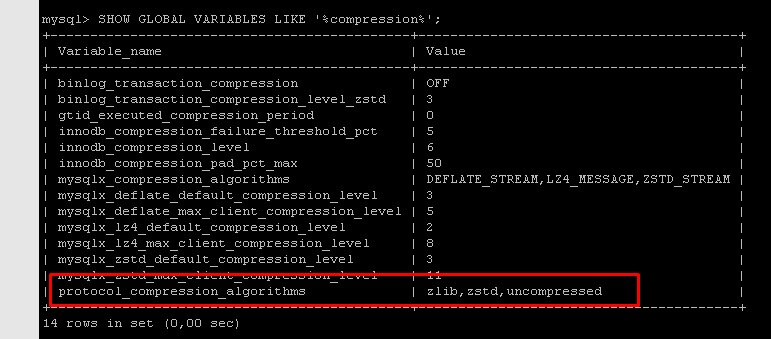 mysql> SHOW GLOBAL VARIABLES LIKE '%compression%';
+-----------------------------------------------+---------------------------------------+
| Variable_name | Value |
+-----------------------------------------------+---------------------------------------+
| binlog_transaction_compression | OFF |
| binlog_transaction_compression_level_zstd | 3 |
| gtid_executed_compression_period | 0 |
| innodb_compression_failure_threshold_pct | 5 |
| innodb_compression_level | 6 |
| innodb_compression_pad_pct_max | 50 |
| mysqlx_compression_algorithms | DEFLATE_STREAM,LZ4_MESSAGE,ZSTD_STREAM |
| mysqlx_deflate_default_compression_level | 3 |
| mysqlx_deflate_max_client_compression_level | 5 |
| mysqlx_lz4_default_compression_level | 2 |
| mysqlx_lz4_max_client_compression_level | 8 |
| mysqlx_zstd_default_compression_level | 3 |
| mysqlx_zstd_max_client_compression_level | 11 |
| protocol_compression_algorithms | zlib,zstd,uncompressed |
+-----------------------------------------------+---------------------------------------+
14 rows in set (0,00 sec)